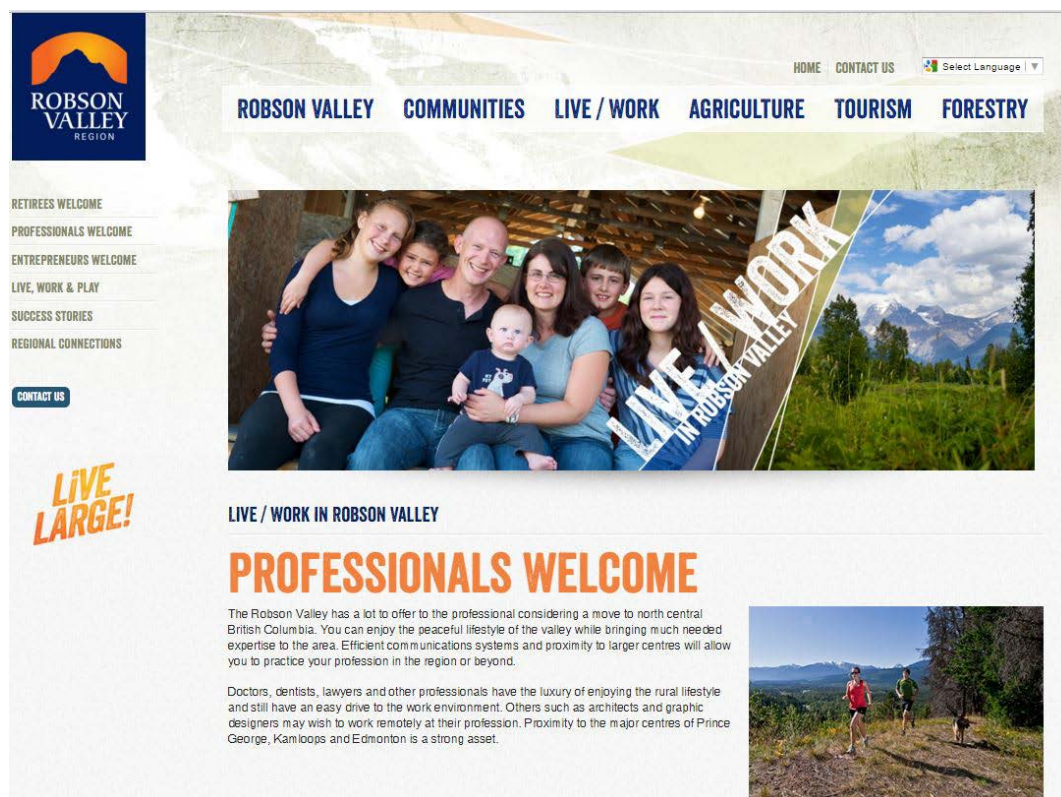 ROBSON
VALLEY
REGION
HOME
CONTACT US
Select Language
ROBSON VALLEY
COMMUNITIES
LIVE / WORK
AGRICULTURE
TOURISM
FORESTRY
RETIREES WELCOME
PROFESSIONALS WELCOME
ENTREPRENEURS WELCOME
LIVE, WORK & PLAY
SUCCESS STORIES
REGIONAL CONNECTIONS
CONTACT US
LIVE
LARGE!
LIVE / WORK
IN ROBSON VALLEY
LIVE / WORK IN ROBSON VALLEY
PROFESSIONALS WELCOME
The Robson Valley has a lot to offer to the professional considering a move to north central
British Columbia. You can enjoy the peaceful lifestyle of the valley while bringing much needed
expertise to the area. Efficient communications systems and proximity to larger centres will allow
you to practice your profession in the region or beyond.
Doctors, dentists, lawyers and other professionals have the luxury of enjoying the rural lifestyle
and still have an easy drive to the work environment. Others such as architects and graphic
designers may wish to work remotely at their profession. Proximity to the major centres of Prince
George, Kamloops and Edmonton is a strong asset.